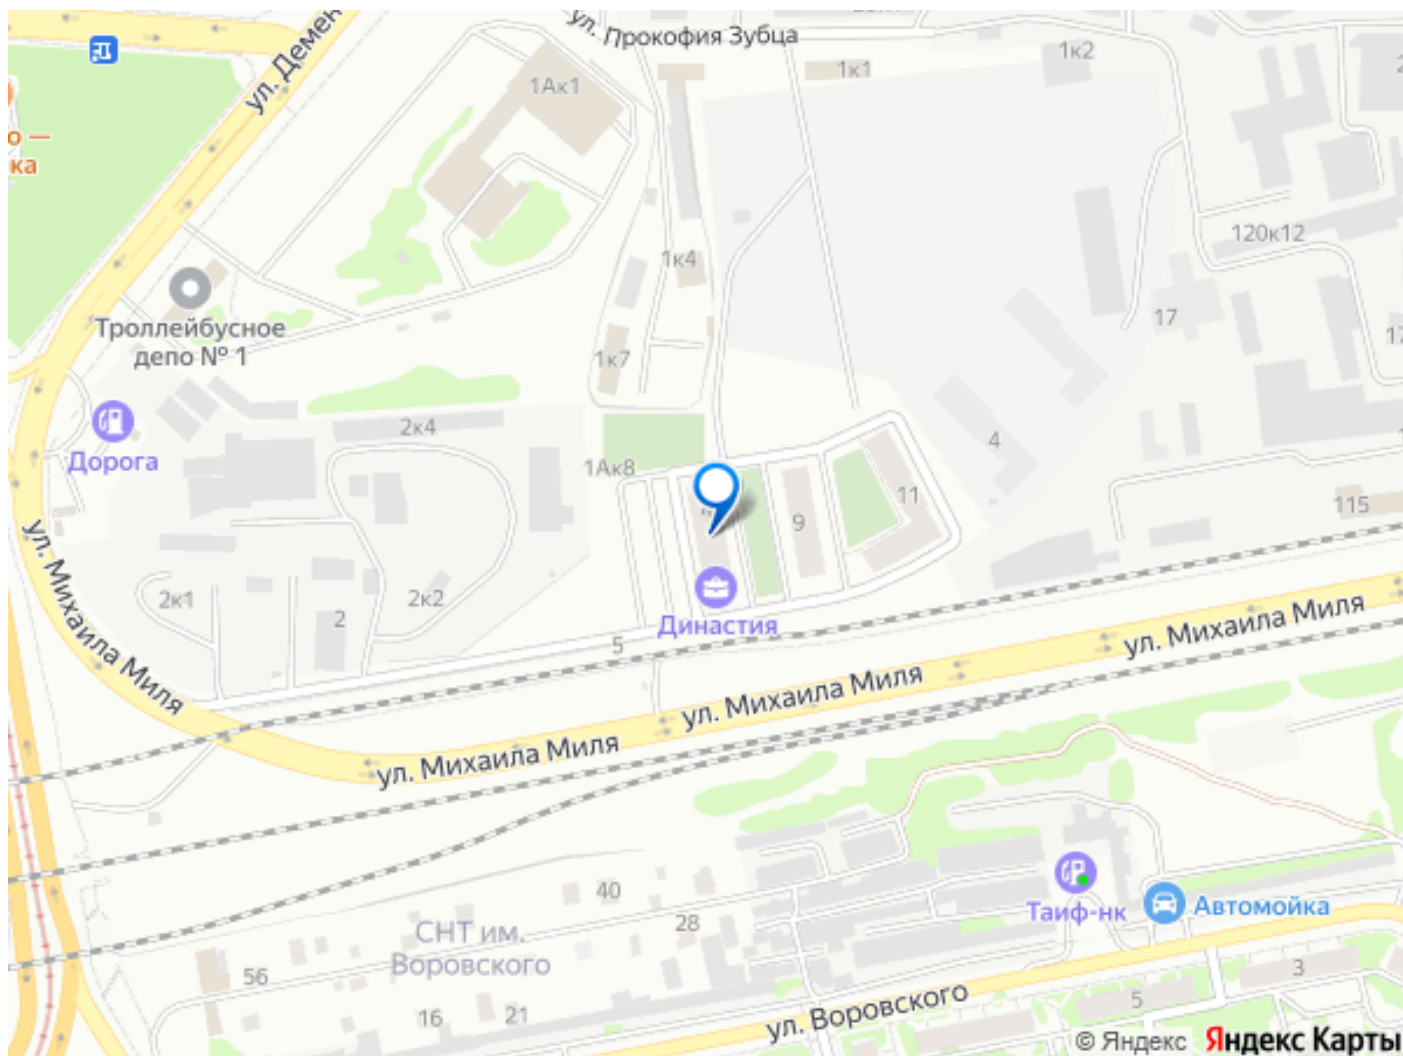 ул. Прокофия Зубца
1к1
1к2
ул. Демен
1Ак1
о —
ка
120к12
1к4
17
Троллейбусное
депо № 1
1к7
2к4
4
Дорога
1Ак8
11
9
115
ул. Михаила Миля
2к1
2к2
2
Династия
5
ул. Михаила Миля
ул. Михаила Миля
ул. Михаила Миля
40
Таиф-нк
Автомойка
28
СНТ им.
Воровского
56
3
16
21
ул. Воровского
5
© Яндекс Яндекс Карты